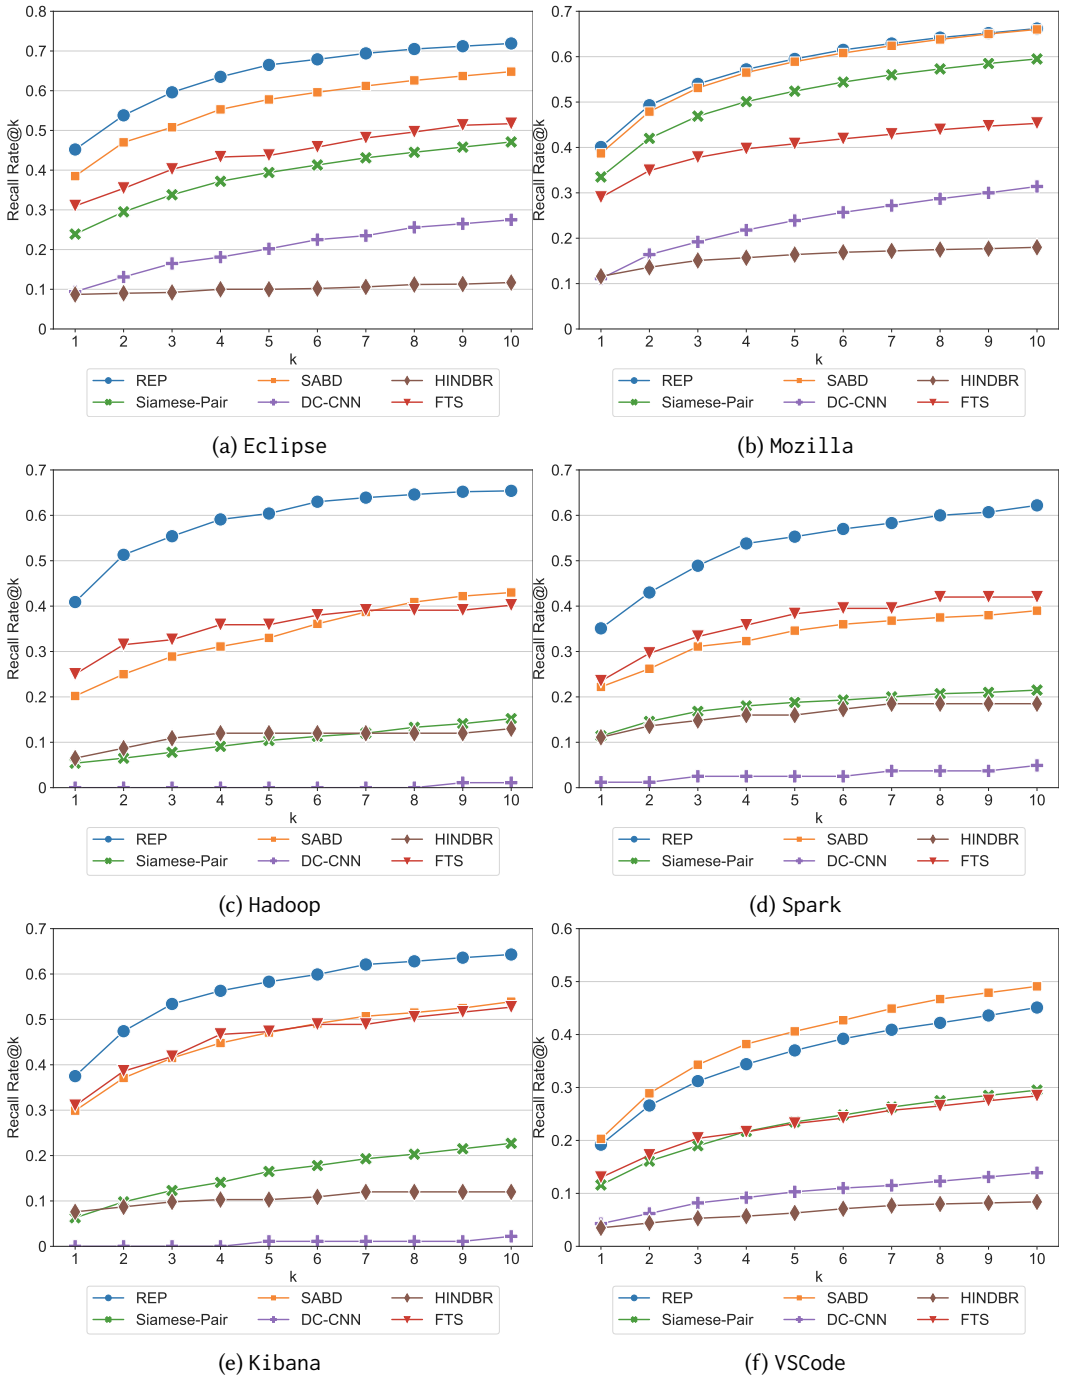 0.8
0.7
0.6
0.5
0.4
0.3
0.2
0.1
0
Recall Rate@k
1 2 3 4 5 6 7 8 9 10
k
REP SABD HINDBR
Siamese-Pair DC-CNN FTS
(a) Eclipse
0.7
0.6
0.5
0.4
0.3
0.2
0.1
0
Recall Rate@k
1 2 3 4 5 6 7 8 9 10
k
REP SABD HINDBR
Siamese-Pair DC-CNN FTS
(b) Mozilla
0.7
0.6
0.5
0.4
0.3
0.2
0.1
0
Recall Rate@k
1 2 3 4 5 6 7 8 9 10
k
REP SABD HINDBR
Siamese-Pair DC-CNN FTS
(c) Hadoop
0.7
0.6
0.5
0.4
0.3
0.2
0.1
0
Recall Rate@k
1 2 3 4 5 6 7 8 9 10
k
REP SABD HINDBR
Siamese-Pair DC-CNN FTS
(d) Spark
0.7
0.6
0.5
0.4
0.3
0.2
0.1
0
Recall Rate@k
1 2 3 4 5 6 7 8 9 10
k
REP SABD HINDBR
Siamese-Pair DC-CNN FTS
(e) Kibana
0.6
0.5
0.4
0.3
0.2
0.1
0
Recall Rate@k
1 2 3 4 5 6 7 8 9 10
k
REP SABD HINDBR
Siamese-Pair DC-CNN FTS
(f) VSCode